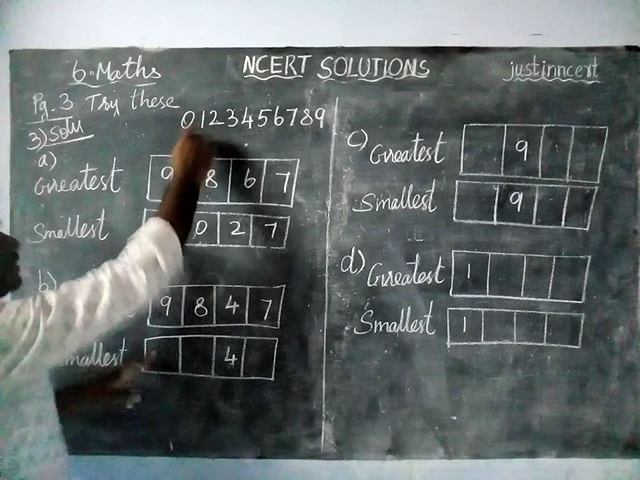 6. Maths
NCERT SOLUTIONS
justinncert
Pg. 3 Try these
0123456789
3) Solu
a)
Greatest 9 8 6 7
Smallest 0 2 7
b)
9 8 4 7
mallest 4
c) Greatest 9
Smallest 9
d) Greatest 1
Smallest 1